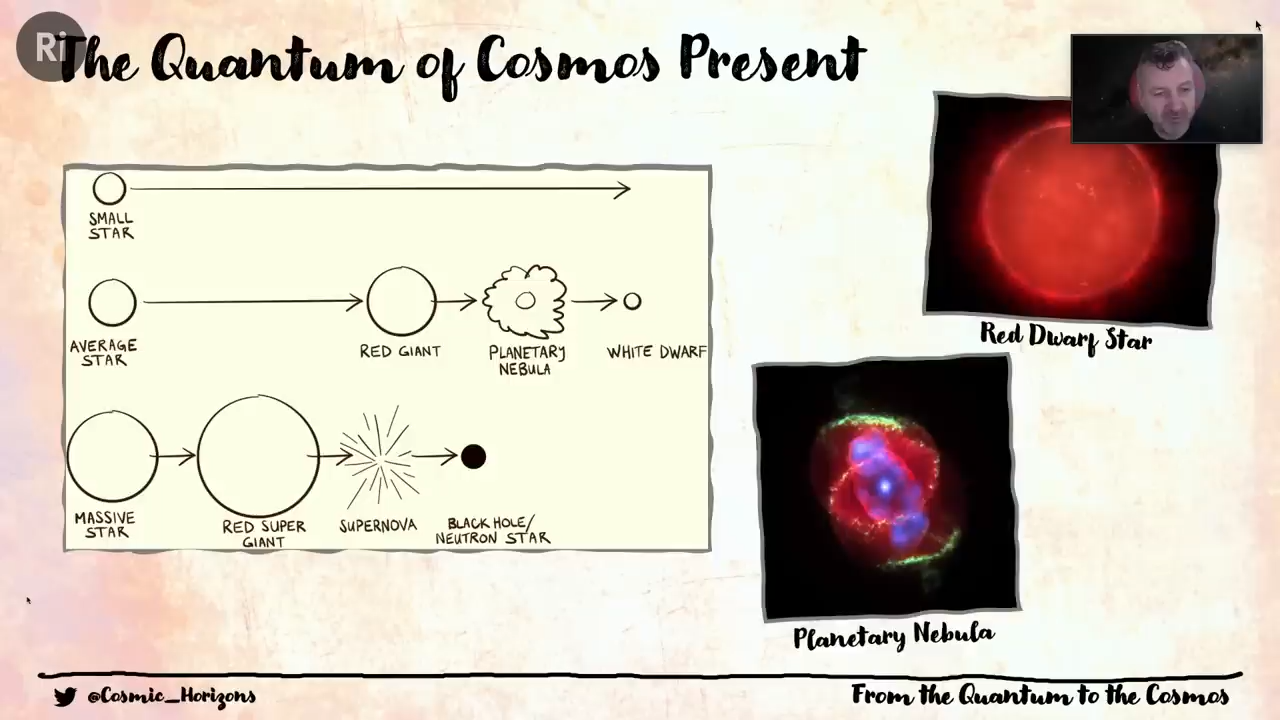 Ri
The Quantum of Cosmos Present
SMALL
STAR
AVERAGE
STAR
RED GIANT
PLANETARY
NEBULA
WHITE DWARF
MASSIVE
STAR
RED SUPER
GIANT
SUPERNOVA
BLACK HOLE/
NEUTRON STAR
Red Dwarf Star
Planetary Nebula
@Cosmic_Horizons
From the Quantum to the Cosmos